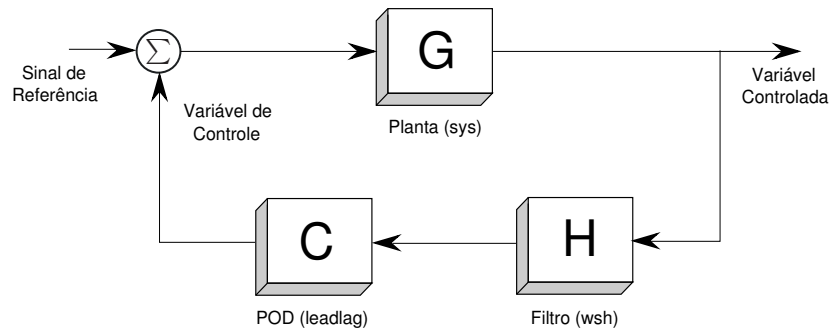 Σ
G
Sinal de
Referência
Variável de
Controle
Planta (sys)
Variável
Controlada
C
H
POD (leadlag)
Filtro (wsh)